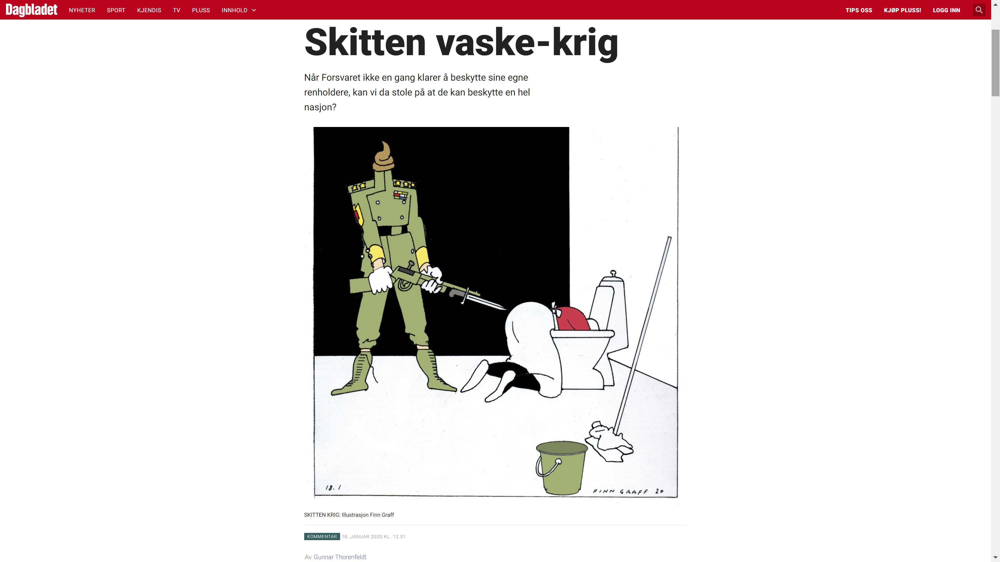 Dagbladet NYHETER SPORT KJENDIS TV PLUSS INNHOLD TIPS OSS KJØP PLUSS! LOGG INN
Skitten vaske-krig
Når Forsvaret ikke en gang klarer å beskytte sine egne
renholdere, kan vi da stole på at de kan beskytte en hel
nasjon?
18.1
FINN GRAFF 20
SKITTEN KRIG: Illustrasjon Finn Graff
KOMMENTAR 18. JANUAR 2020 KL. 12.51
Av Gunnar Thorenfeldt